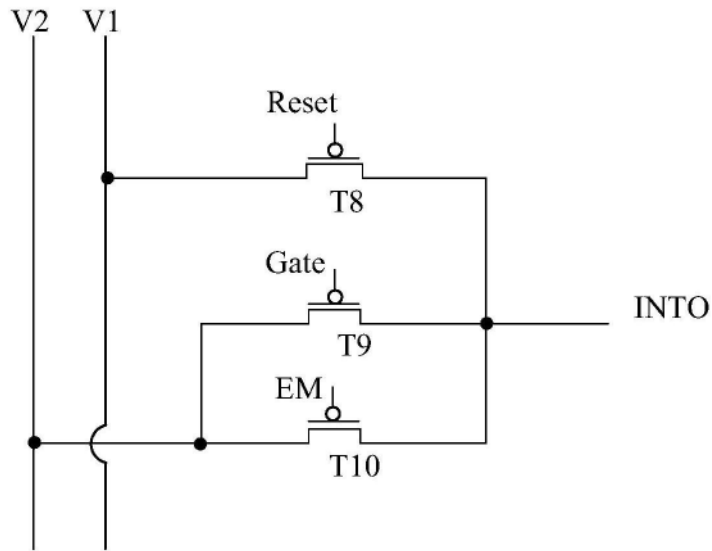 V2 V1
Reset
T8
Gate
INTO
T9
EM
T10